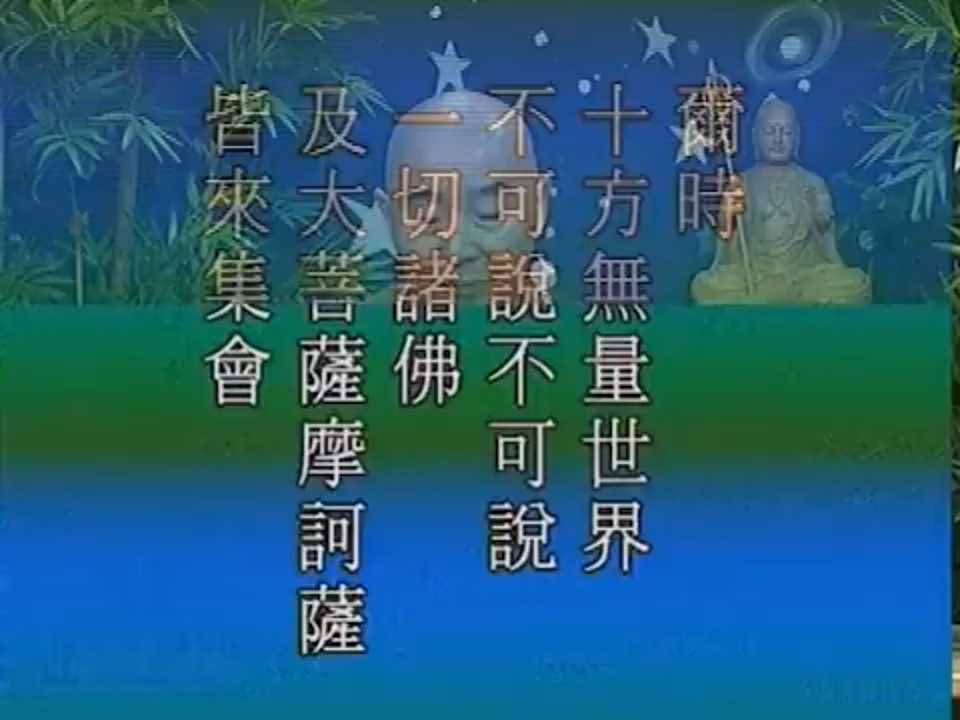 爾時
十方無量世界
不可說不可說
一切諸佛
及大菩薩摩訶薩
皆來集會